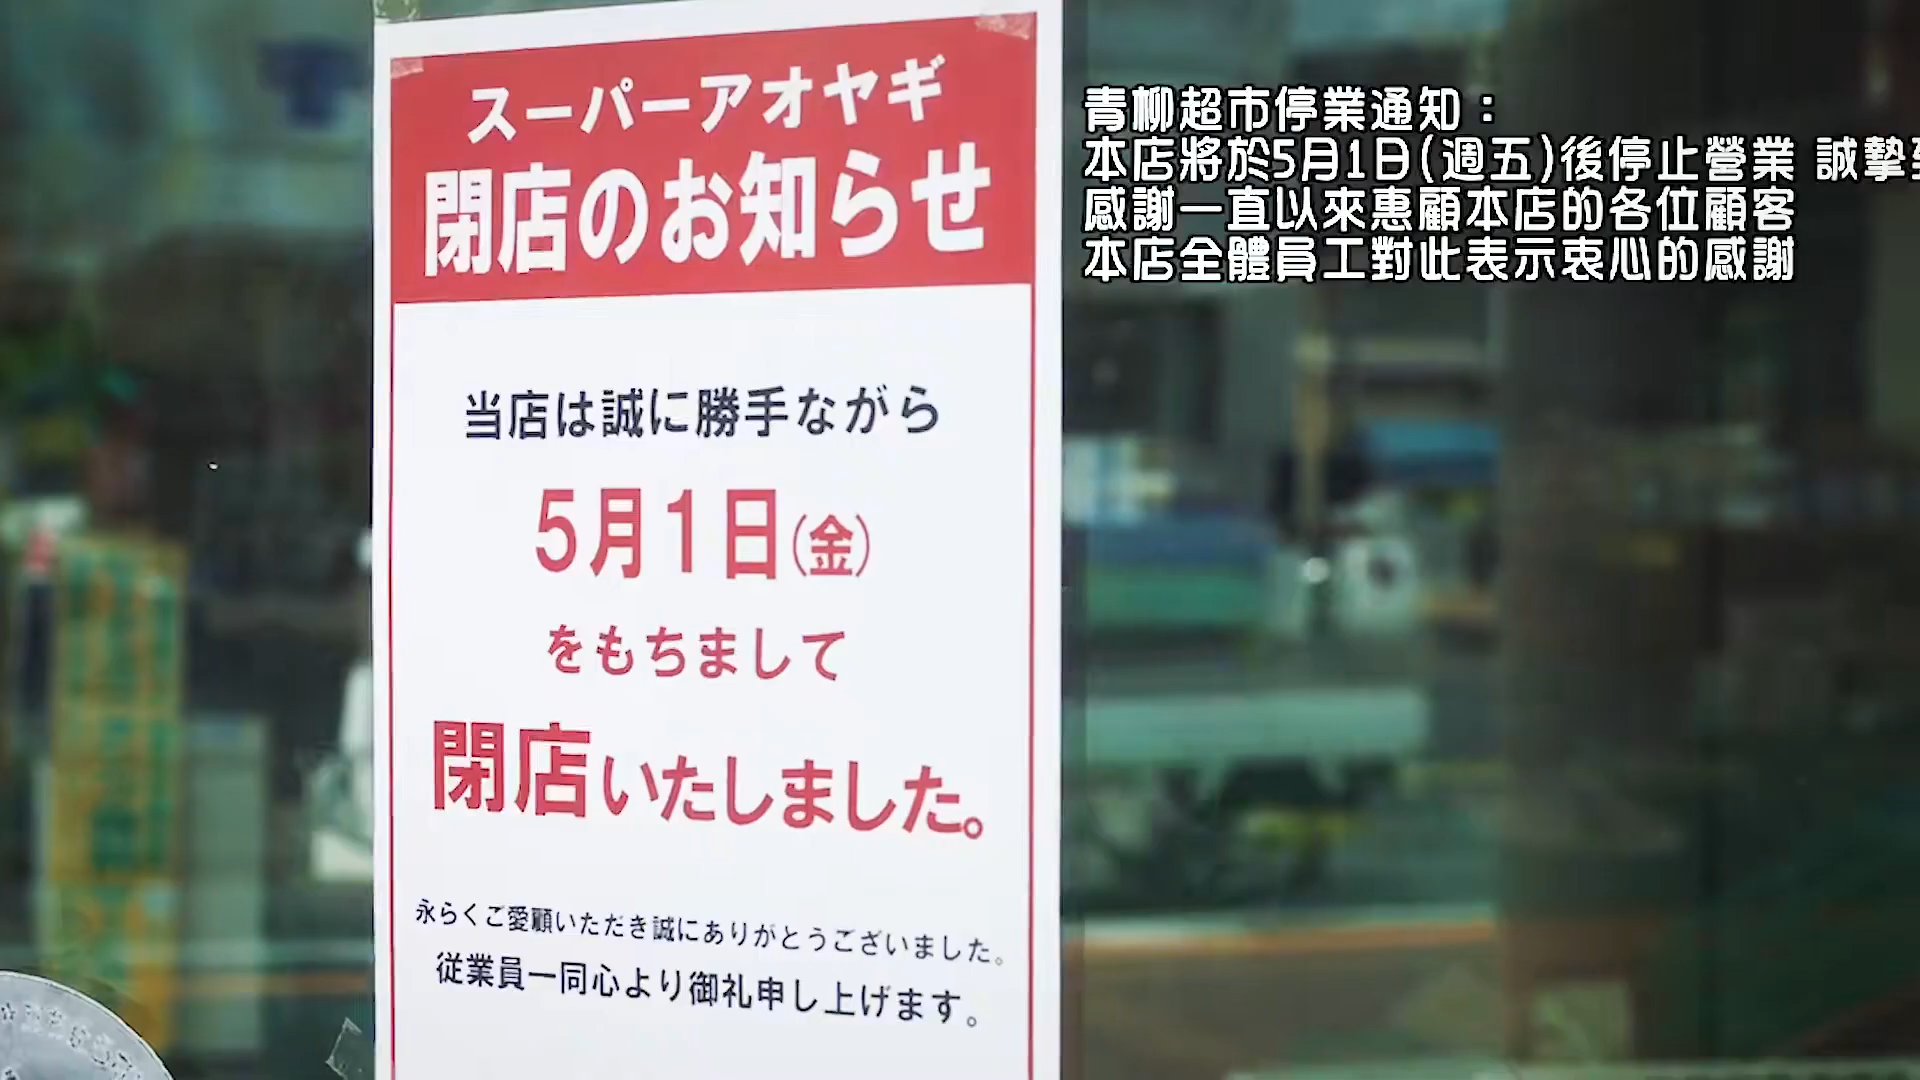 スーパーアオヤギ
閉店のお知らせ
当店は誠に勝手ながら
5月1日(金)
をもちまして
閉店いたしました。
永らくご愛顧いただき誠にありがとうございました。
従業員一同心より御礼申し上げます。
青柳超市停業通知：
本店將於5月1日(週五)後停止營業 誠摯
感謝一直以來惠顧本店的各位顧客
本店全體員工對此表示衷心的感謝